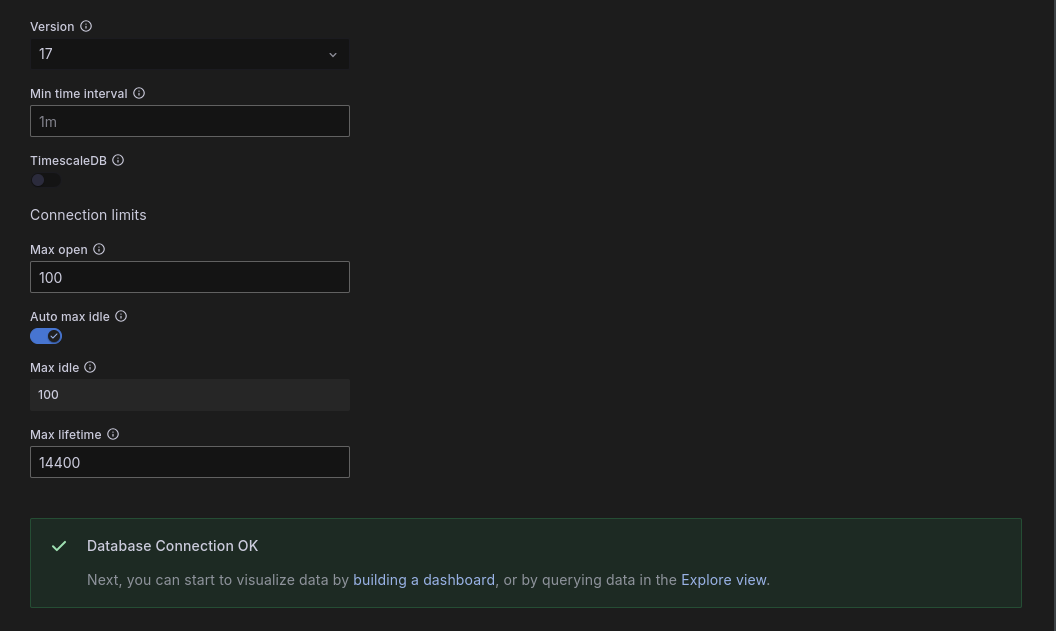 Version
17
Min time interval
1m
TimescaleDB
Connection limits
Max open
100
Auto max idle
Max idle
100
Max lifetime
14400
Database Connection OK
Next, you can start to visualize data by building a dashboard, or by querying data in the Explore view.